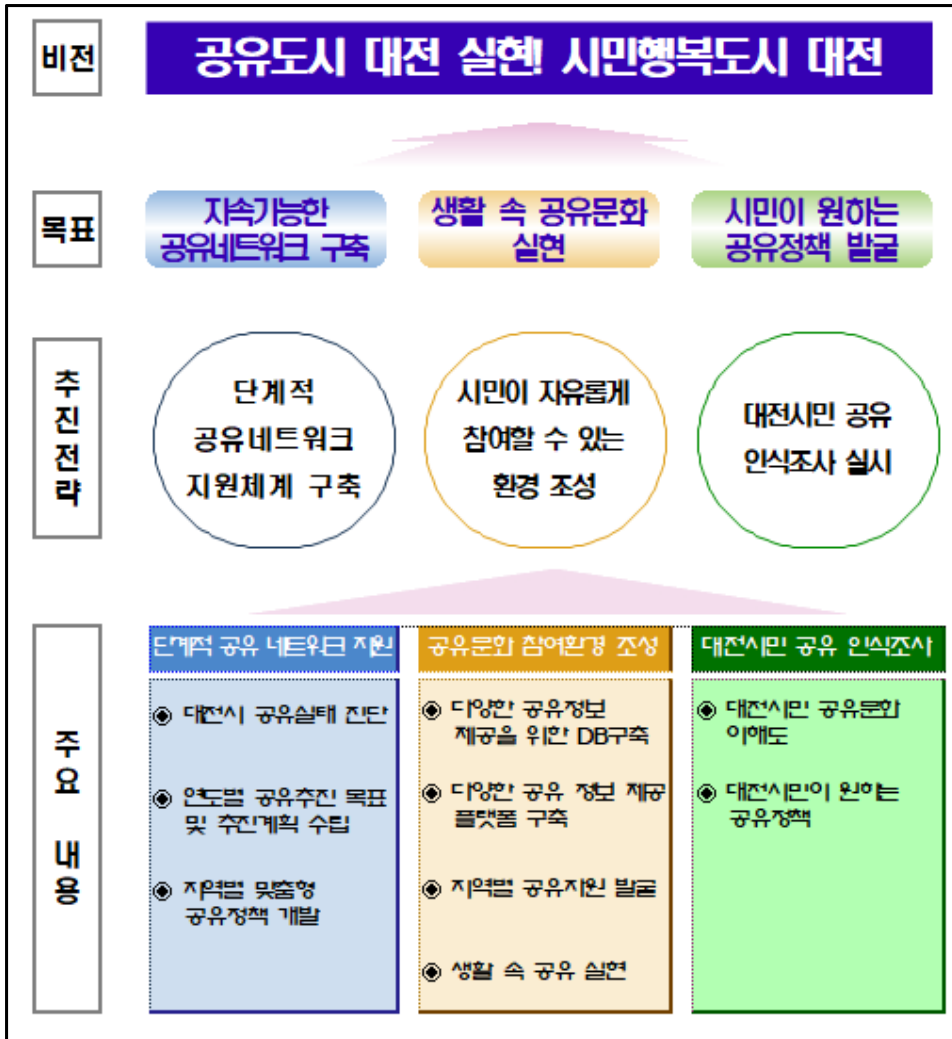 비전
공유도시 대전 실현! 시민행복도시 대전
목표
지속가능한
공유네트워크 구축
생활 속 공유문화
실현
시민이 원하는
공유정책 발굴
추
진
전
략
단계적
공유네트워크
지원체계 구축
시민이 자유롭게
참여할 수 있는
환경 조성
대전시민 공유
인식조사 실시
주
요
내
용
단계적 공유 네트워크 지원
◉ 대전시 공유실태 진단
◉ 연도별 공유추진 목표
및 추진계획 수립
◉ 지역별 맞춤형
공유정책 개발
공유문화 참여환경 조성
◉ 다양한 공유정보
제공을 위한 DB구축
◉ 다양한 공유 정보 제공
플랫폼 구축
◉ 지역별 공유자원 발굴
◉ 생활 속 공유 실현
대전시민 공유 인식조사
◉ 대전시민 공유문화
이해도
◉ 대전시민이 원하는
공유정책